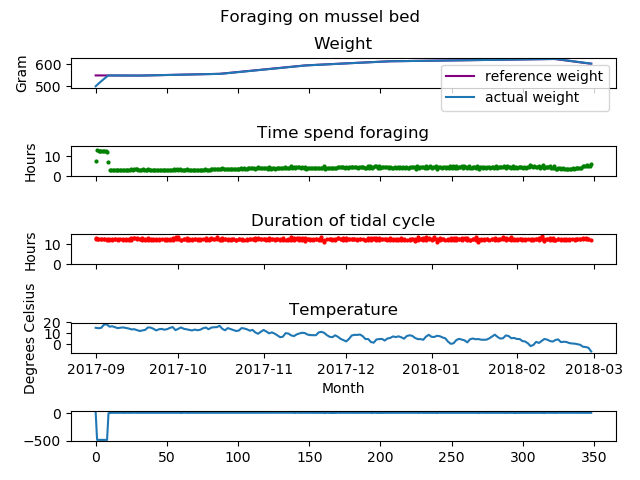 Foraging on mussel bed
Weight
Gram
600
500
reference weight
actual weight
Time spend foraging
Hours
10
0
Duration of tidal cycle
Hours
10
0
Temperature
Degrees Celsius
20
10
0
2017-09 2017-10 2017-11 2017-12 2018-01 2018-02 2018-03
Month
0
−500
0 50 100 150 200 250 300 350